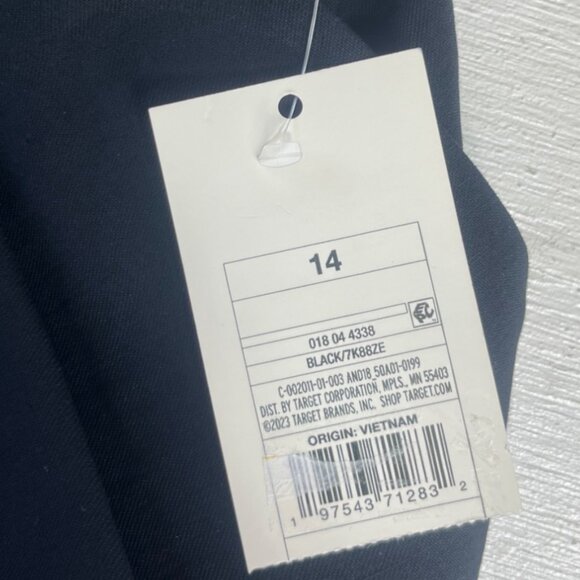 14
018 04 4338
BLACK/7K88ZE
C-002011-01-003 AND18_50A01-0199
DIST. BY TARGET CORPORATION, MPLS., MN 55403
©2023 TARGET BRANDS, INC. SHOP TARGET.COM
ORIGIN: VIETNAM
1 97543 71283 2